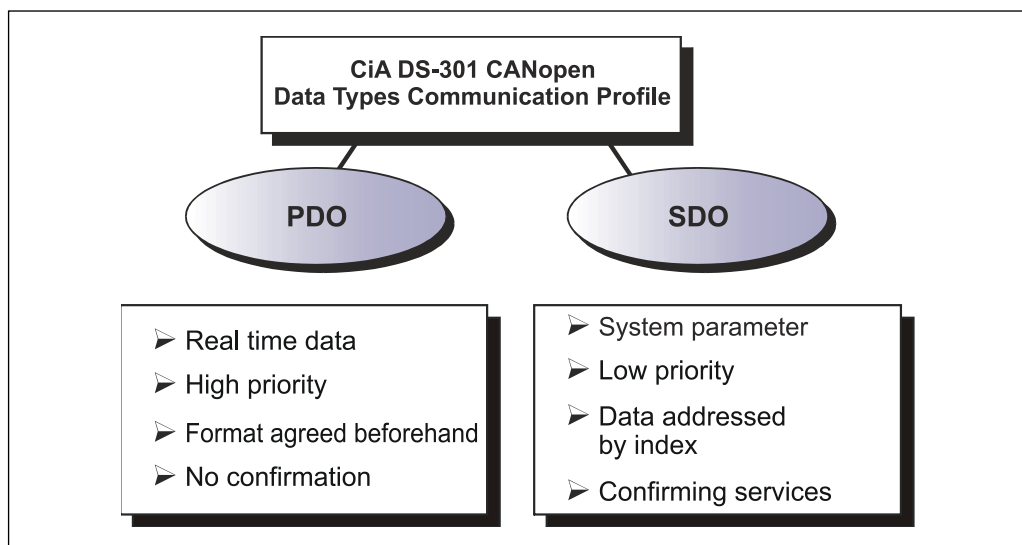 CiA DS-301 CANopen
Data Types Communication Profile
PDO
SDO
Real time data
High priority
Format agreed beforehand
No confirmation
System parameter
Low priority
Data addressed
by index
Confirming services